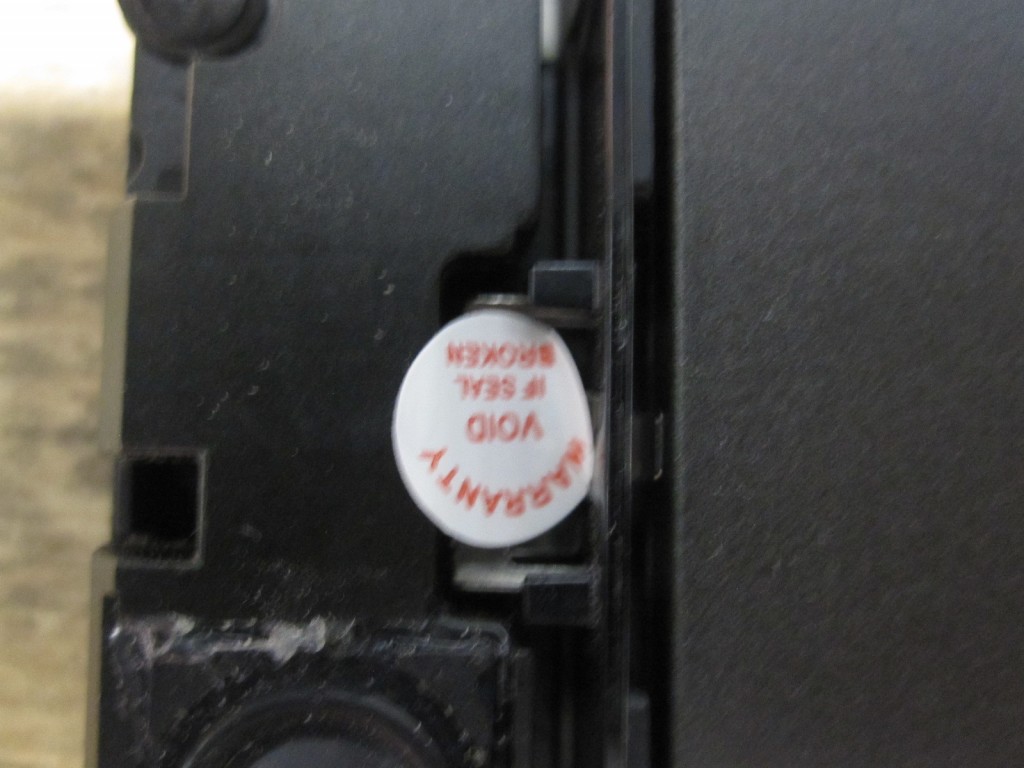 WARRANTY
VOID
IF SEAL
BROKEN